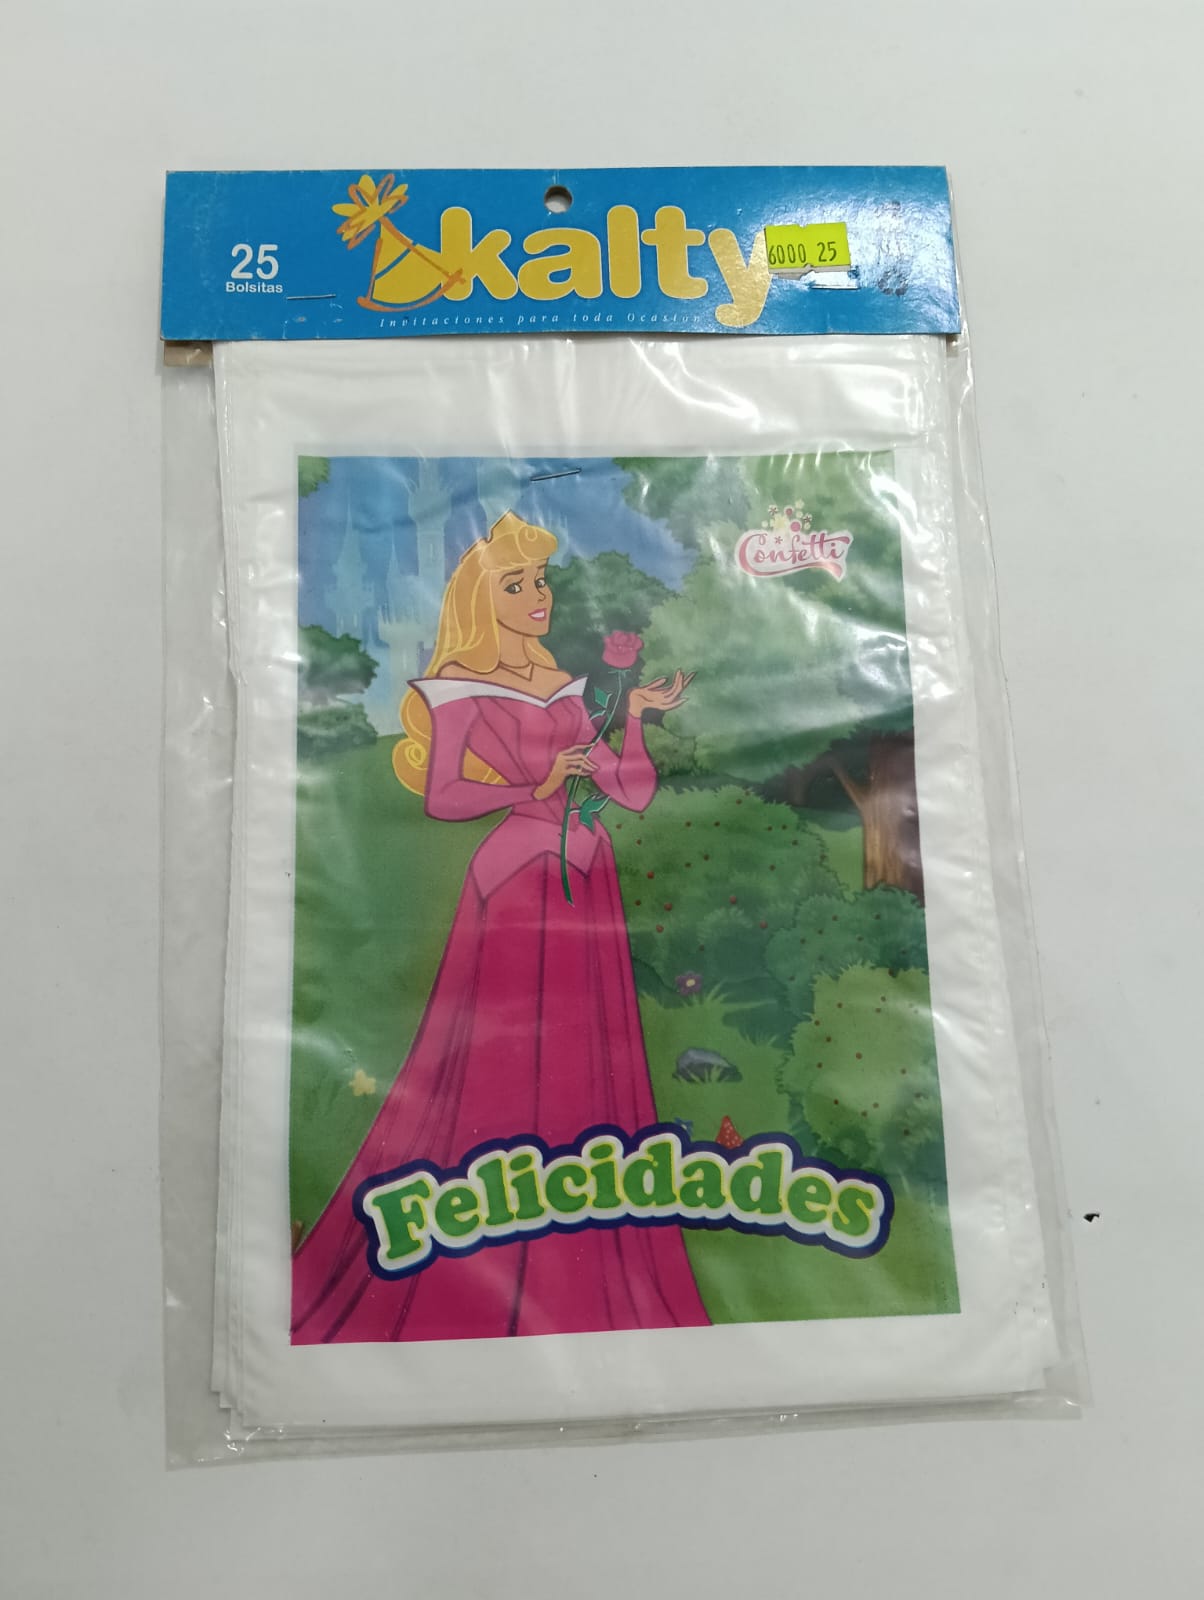 25
Bolsitas
kalty
6000 25
Invitaciones para toda Ocasión
Confetti
Felicidades